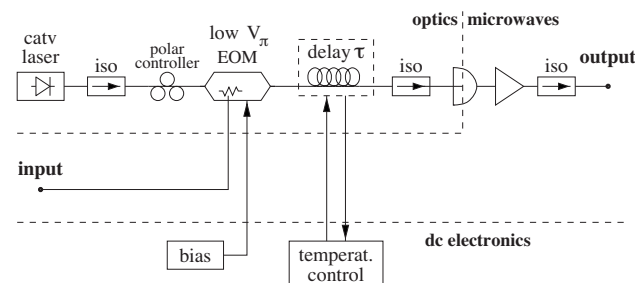 optics microwaves
low Vπ
catv
laser
iso
polar
controller
EOM
delay τ
iso
iso
output
input
bias
temperat.
control
dc electronics